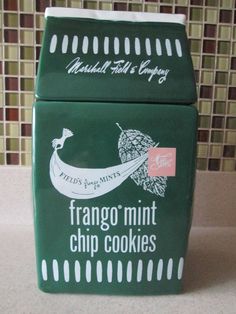 Marshall Field & Company
FIELD'S
FRANGO MINTS
frango® mint
chip cookies